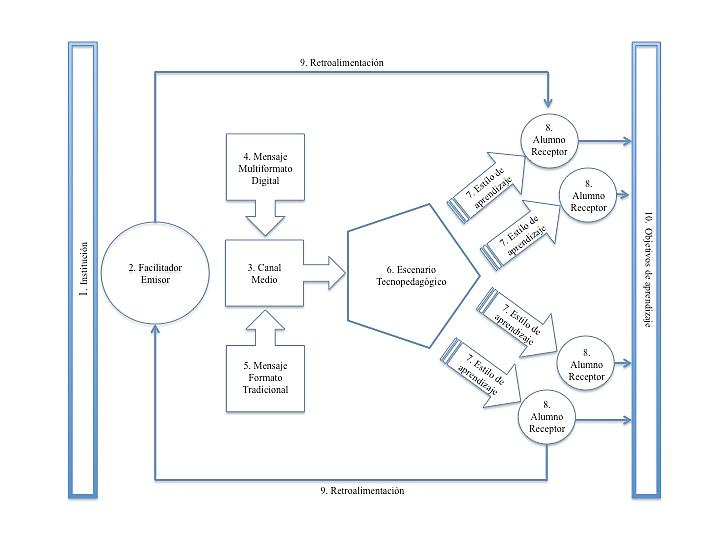 9. Retroalimentación
4. Mensaje
Multiformato
Digital
8.
Alumno
Receptor
7. Estilo de
aprendizaje
8.
Alumno
Receptor
7. Estilo de
aprendizaje
1. Institución
2. Facilitador
Emisor
3. Canal
Medio
6. Escenario
Tecnopedagógico
10. Objetivos de aprendizaje
7. Estilo de
aprendizaje
8.
Alumno
Receptor
5. Mensaje
Formato
Tradicional
7. Estilo de
aprendizaje
8.
Alumno
Receptor
9. Retroalimentación